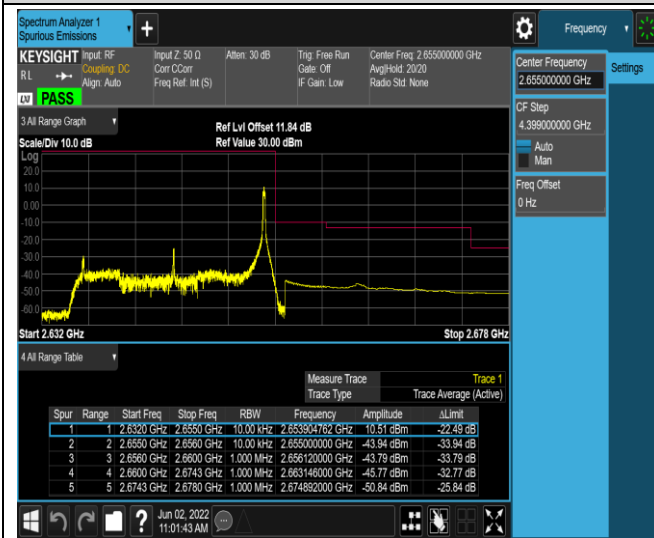 Spectrum Analyzer 1
Spurious Emissions
Frequency
KEYSIGHT
RL
Input: RF
Coupling: DC
Align: Auto
Input Z: 50 Ω
Corr CCorr
Freq Ref: Int (S)
Atten: 30 dB
Trig: Free Run
Gate: Off
IF Gain: Low
Center Freq: 2.655000000 GHz
Avg|Hold: 20/20
Radio Std: None
LXI PASS
Center Frequency
2.655000000 GHz
Settings
CF Step
4.399000000 GHz
Auto
Man
Freq Offset
0 Hz
3 All Range Graph
Scale/Div 10.0 dB
Ref Lvl Offset 11.84 dB
Ref Value 30.00 dBm
Log
20.0
10.0
0.00
-10.0
-20.0
-30.0
-40.0
-50.0
-60.0
Start 2.632 GHz
Stop 2.678 GHz
4 All Range Table
Measure Trace Trace 1
Trace Type Trace Average (Active)
Spur Range Start Freq Stop Freq RBW Frequency Amplitude ΔLimit
1 1 2.6320 GHz 2.6550 GHz 10.00 kHz 2.653904762 GHz 10.51 dBm -22.49 dB
2 2 2.6550 GHz 2.6560 GHz 10.00 kHz 2.655000000 GHz -43.94 dBm -33.94 dB
3 3 2.6560 GHz 2.6600 GHz 1.000 MHz 2.656120000 GHz -43.79 dBm -33.79 dB
4 4 2.6600 GHz 2.6743 GHz 1.000 MHz 2.663146000 GHz -45.77 dBm -32.77 dB
5 5 2.6743 GHz 2.6780 GHz 1.000 MHz 2.674892000 GHz -50.84 dBm -25.84 dB
Jun 02, 2022
11:01:43 AM